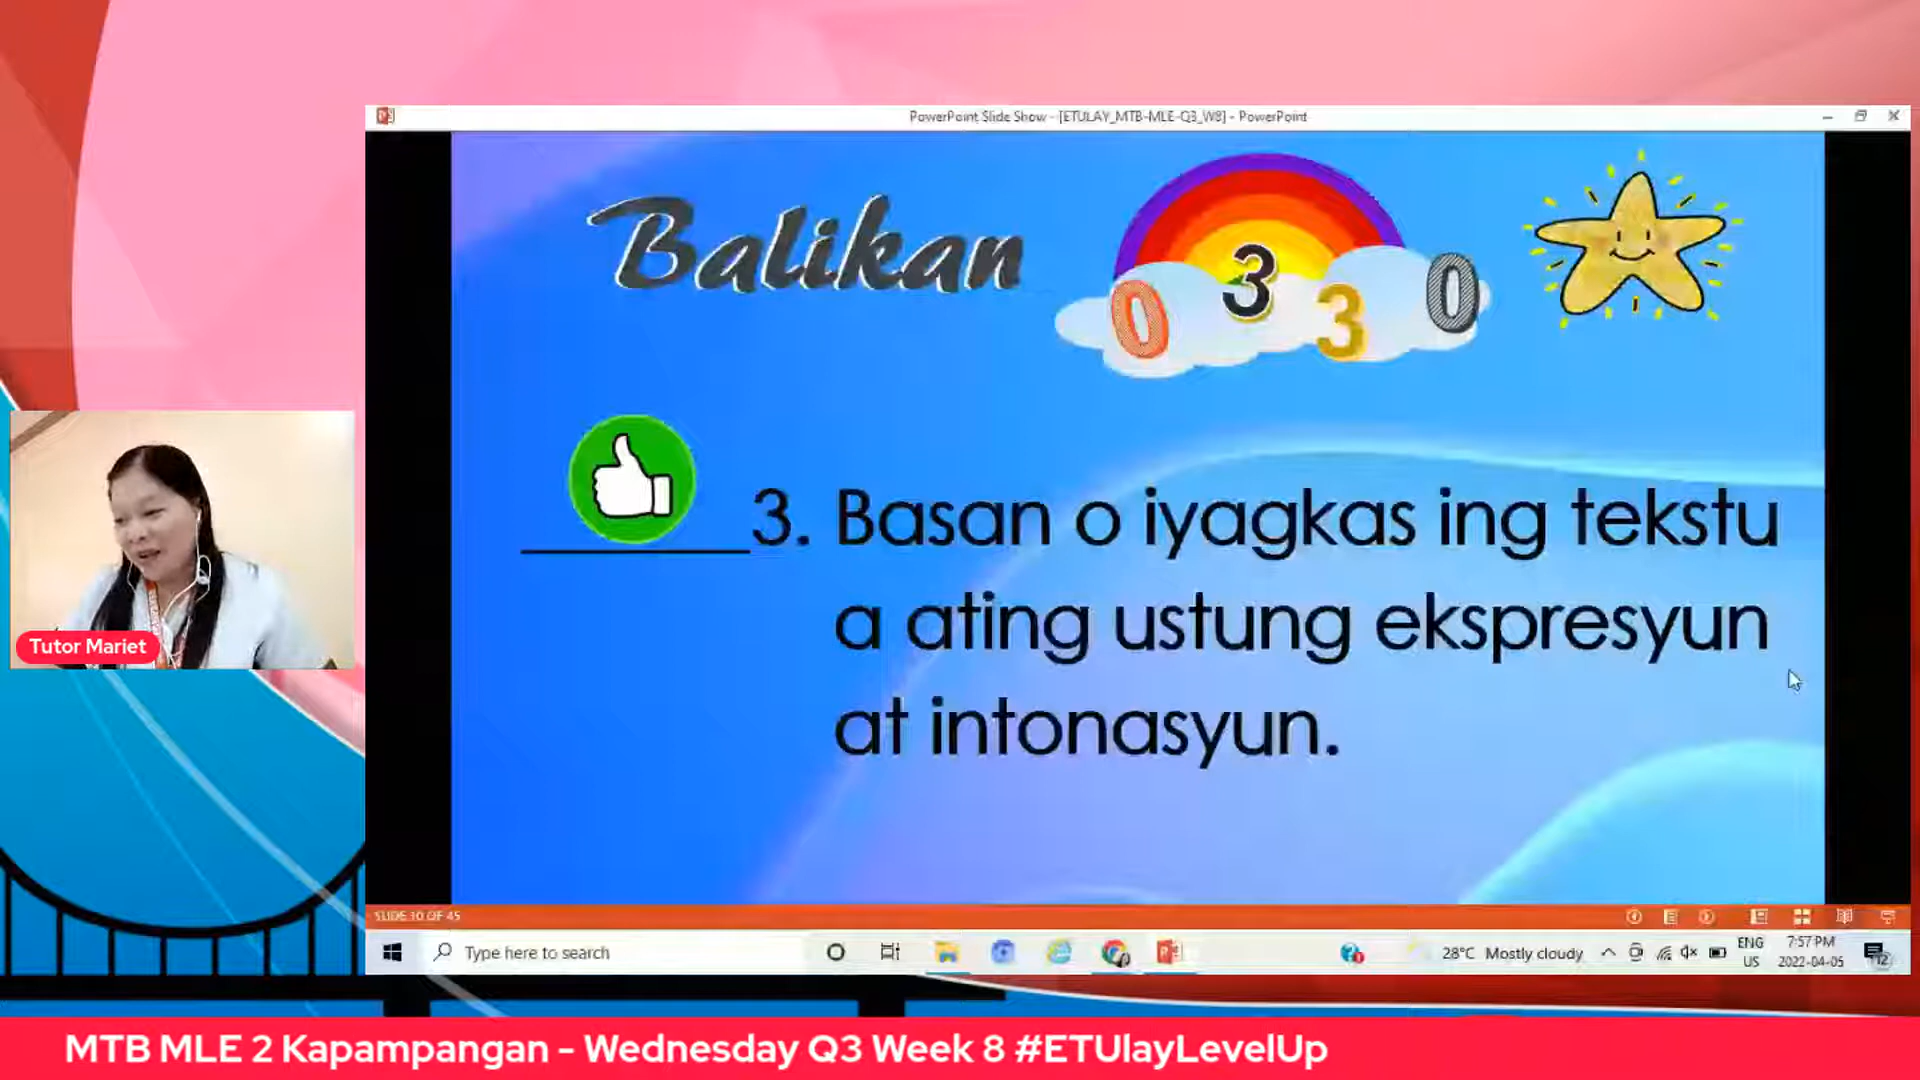 PowerPoint Slide Show - [ETULAY_MTB-MLE-Q3_W8] - PowerPoint
Balikan
0 3 3 0
3. Basan o iyagkas ing tekstu
a ating ustung ekspresyun
at intonasyun.
Tutor Mariet
SLIDE 10 OF 45
Type here to search
28°C Mostly cloudy
ENG
US
7:57 PM
2022-04-05
MTB MLE 2 Kapampangan - Wednesday Q3 Week 8 #ETUlayLevelUp